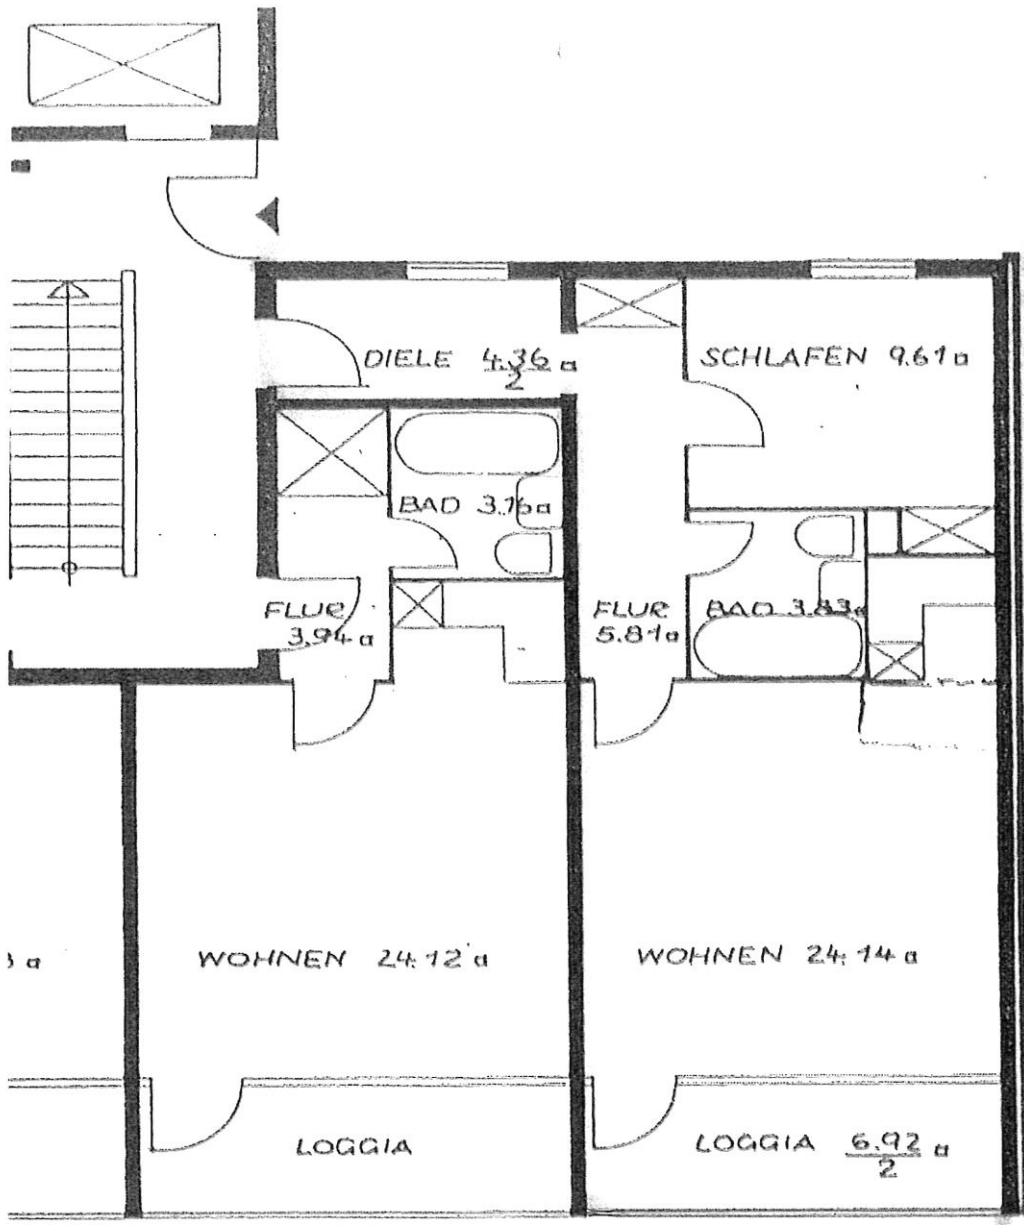 DIELE 4.36 ¤
2
SCHLAFEN 9.61 ¤
BAD 3.16 ¤
FLUR
3.94 ¤
FLUR
5.81 ¤
BAD 3.83 ¤
WOHNEN 24.12 ¤
WOHNEN 24.14 ¤
LOGGIA
LOGGIA 6.92 ¤
2